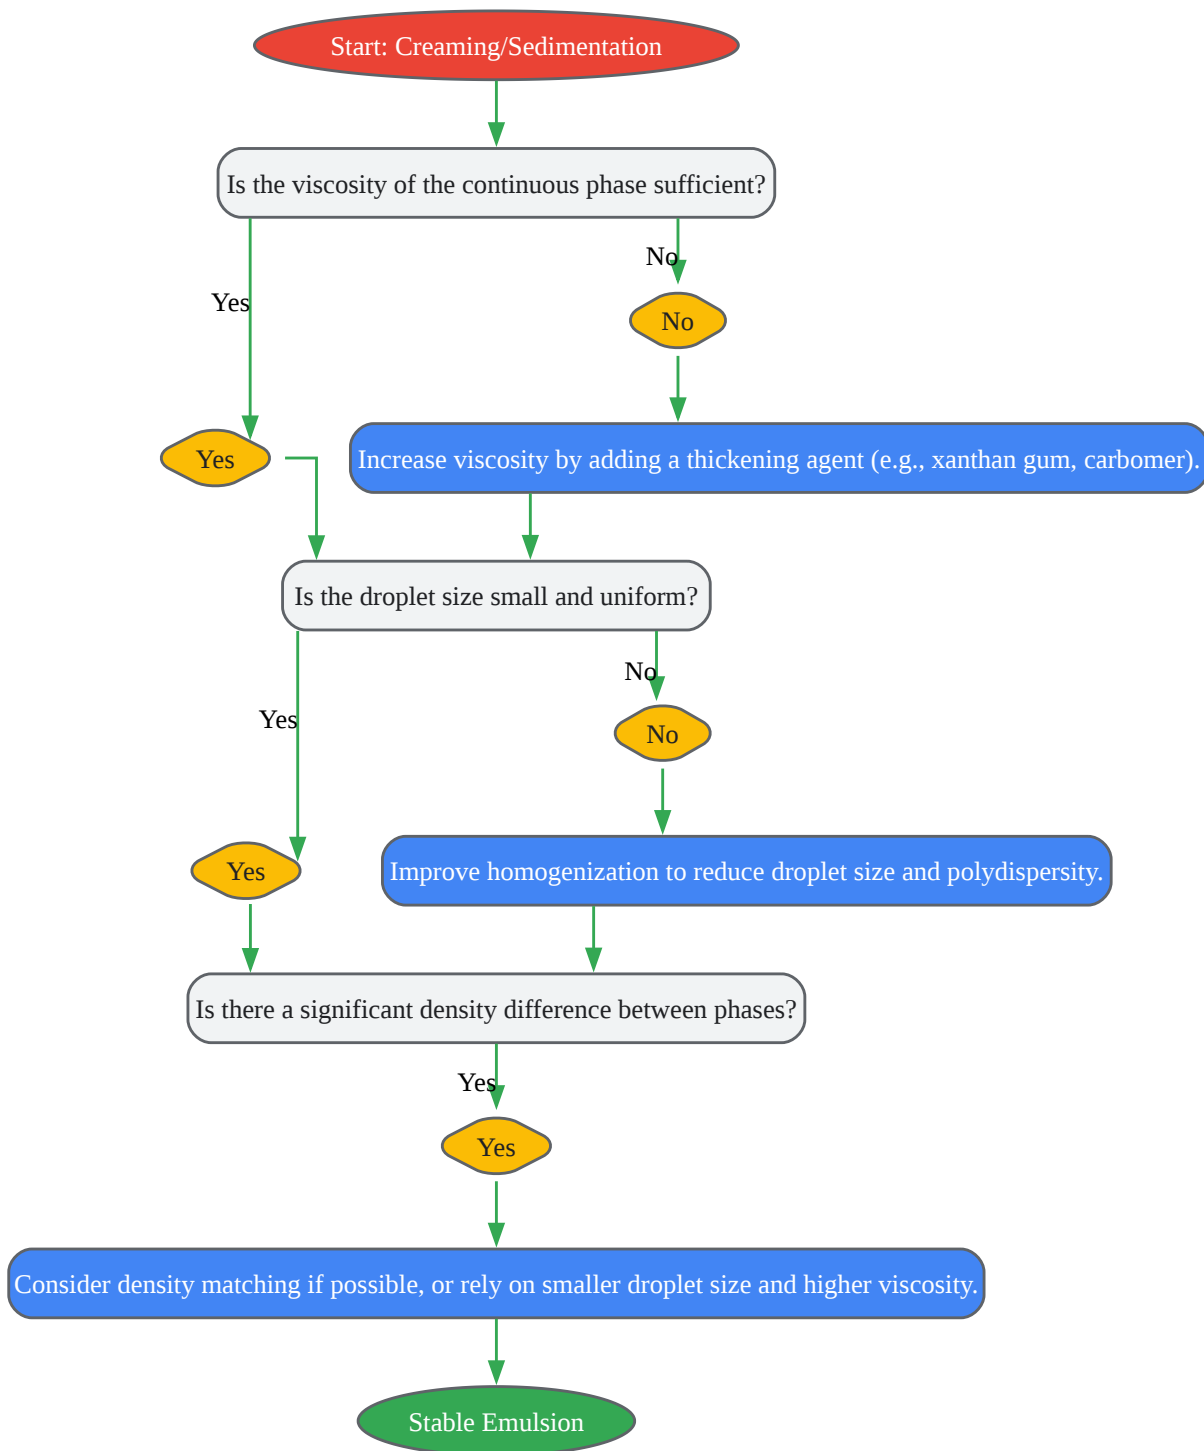 Start: Creaming/Sedimentation
Is the viscosity of the continuous phase sufficient?
No
Yes
No
Yes
Increase viscosity by adding a thickening agent (e.g., xanthan gum, carbomer).
Is the droplet size small and uniform?
No
Yes
No
Yes
Improve homogenization to reduce droplet size and polydispersity.
Is there a significant density difference between phases?
Yes
Yes
Consider density matching if possible, or rely on smaller droplet size and higher viscosity.
Stable Emulsion